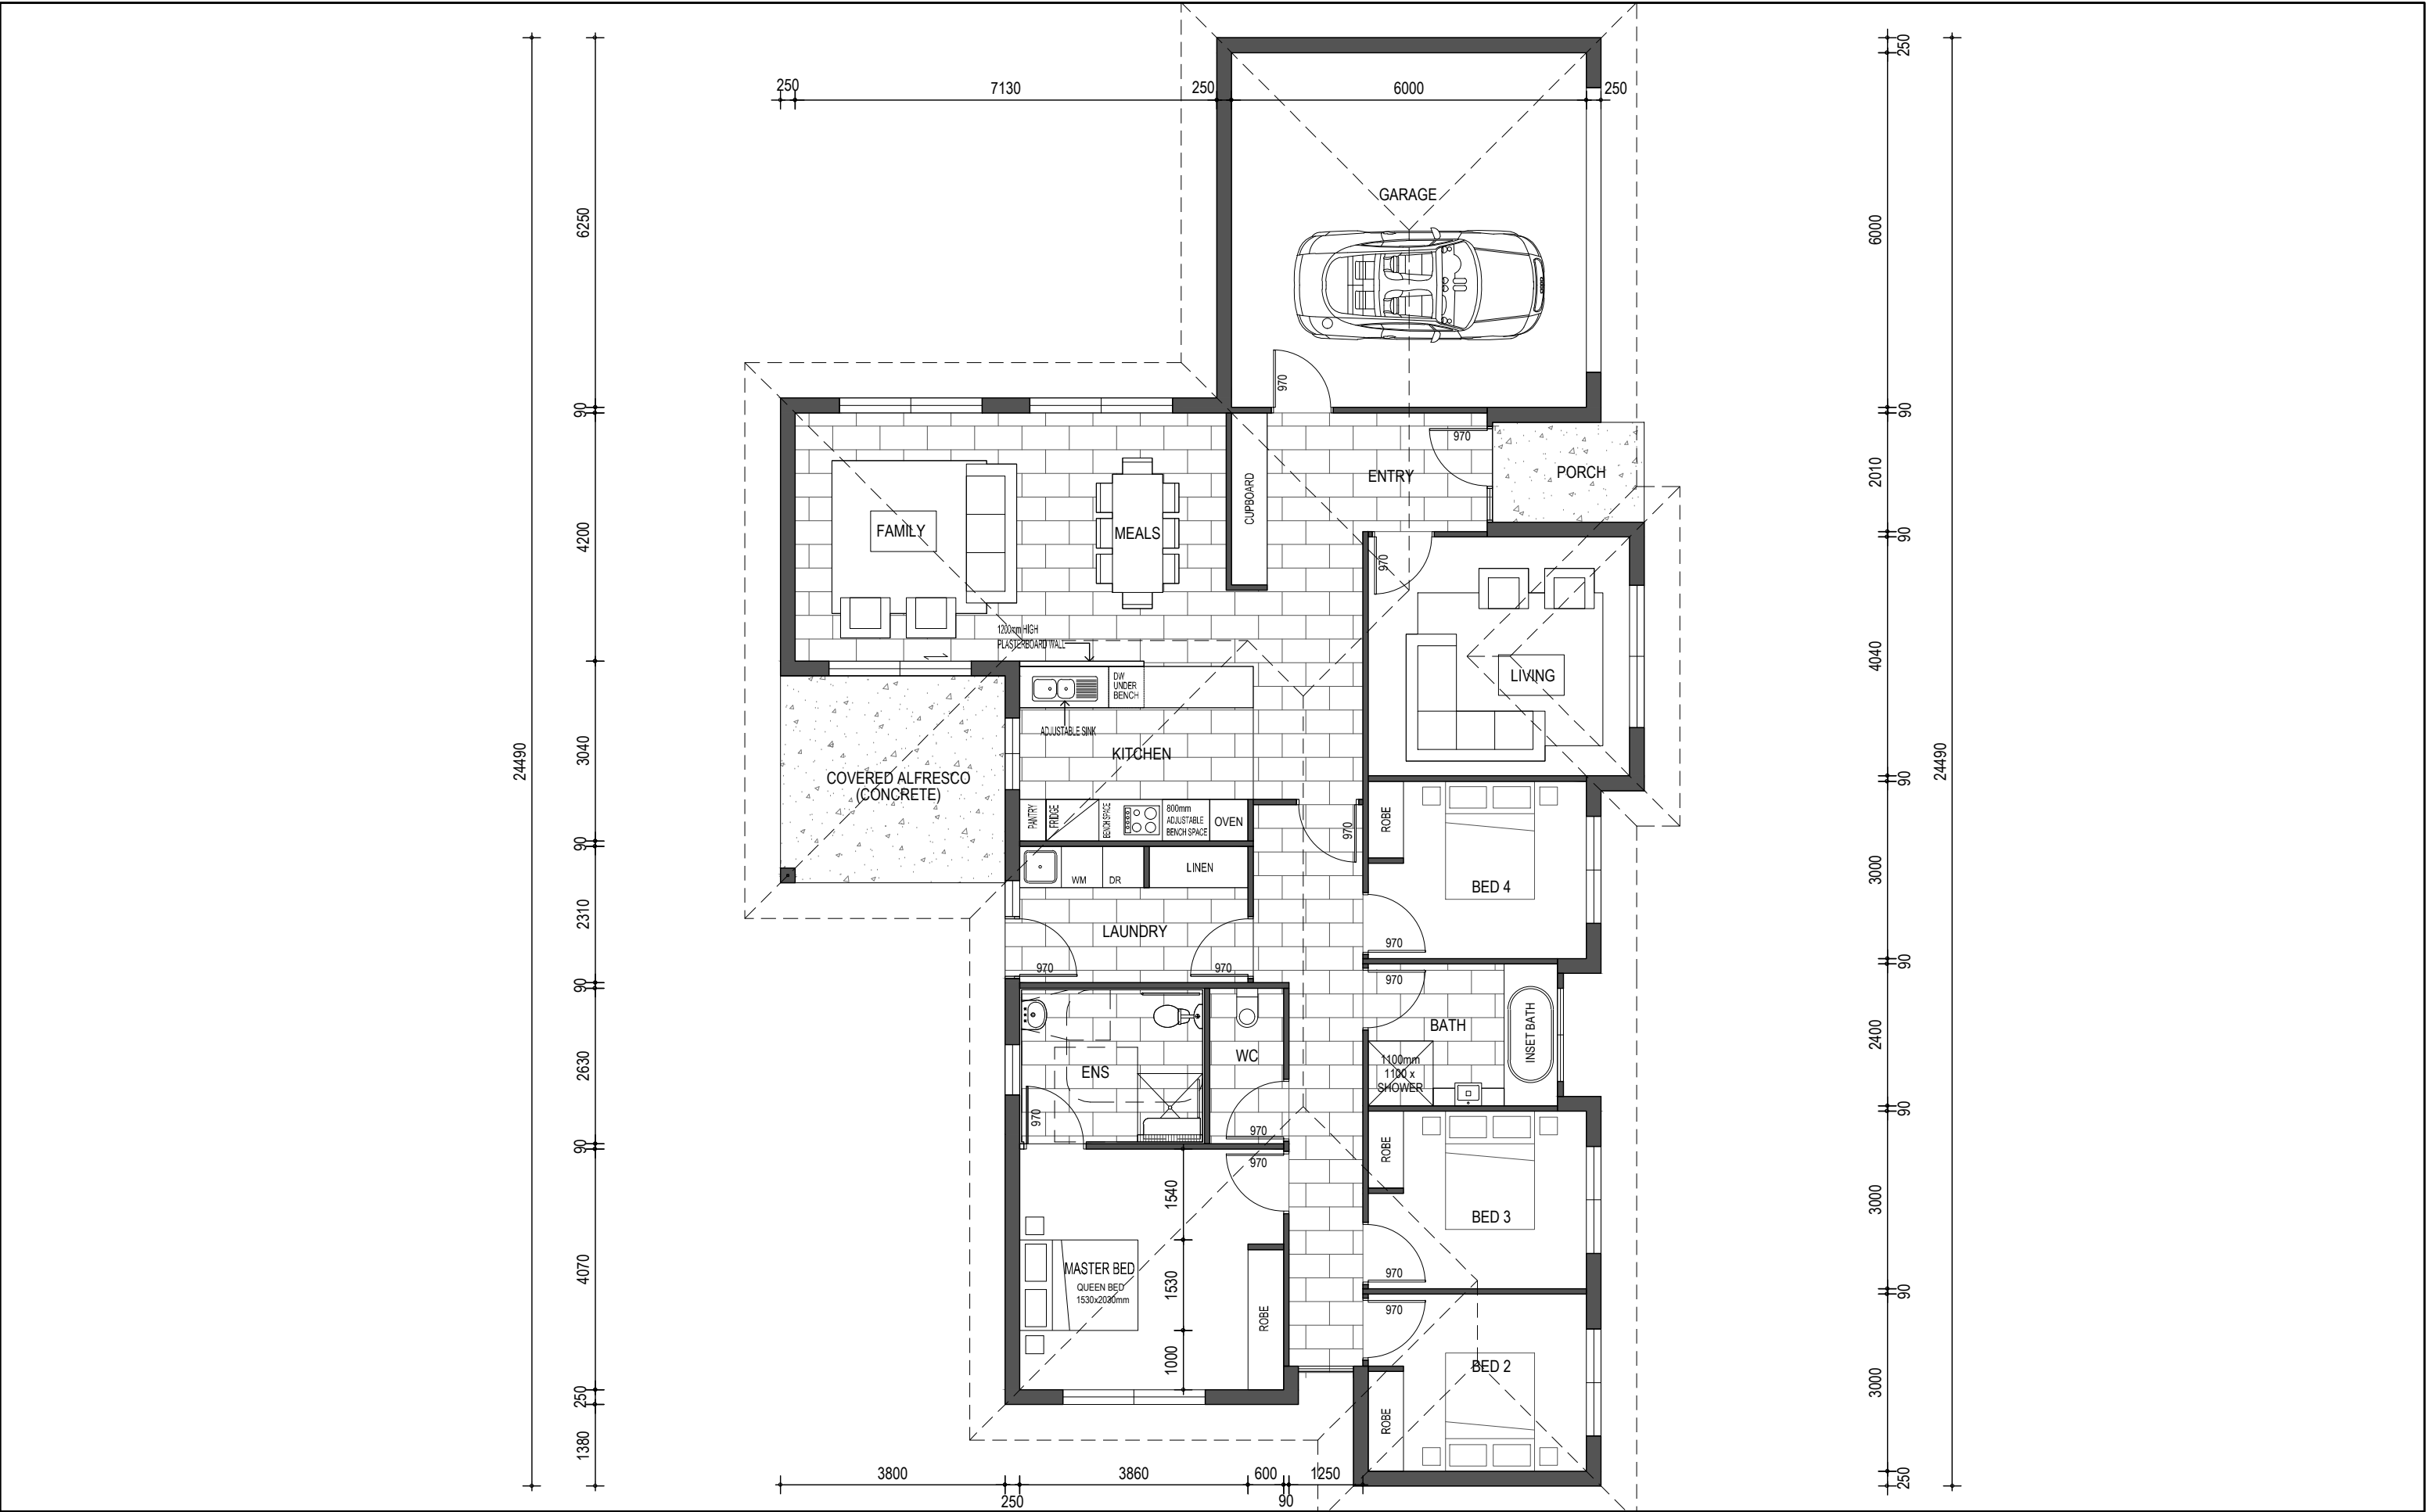 250
7130
250
6000
250
250
GARAGE
6250
6000
970
90
90
970
ENTRY
PORCH
2010
CUPBOARD
FAMILY
MEALS
4200
90
970
1200mm HIGH
PLASTERBOARD WALL
DW
UNDER
BENCH
LIVING
4040
ADJUSTABLE SINK
KITCHEN
3040
24490
24490
COVERED ALFRESCO
(CONCRETE)
90
PANTRY
FRIDGE
BENCH SPACE
800mm
ADJUSTABLE
BENCH SPACE
OVEN
970
ROBE
90
LINEN
WM
DR
BED 4
3000
2310
LAUNDRY
970
970
970
90
90
970
INSET BATH
BATH
2400
WC
ENS
2630
1100mm
1100 x
SHOWER
970
970
90
90
970
ROBE
1540
BED 3
3000
MASTER BED
QUEEN BED
1530x2030mm
4070
1530
970
90
ROBE
970
1000
BED 2
3000
250
ROBE
1380
3800
3860
600
1250
250
90
250